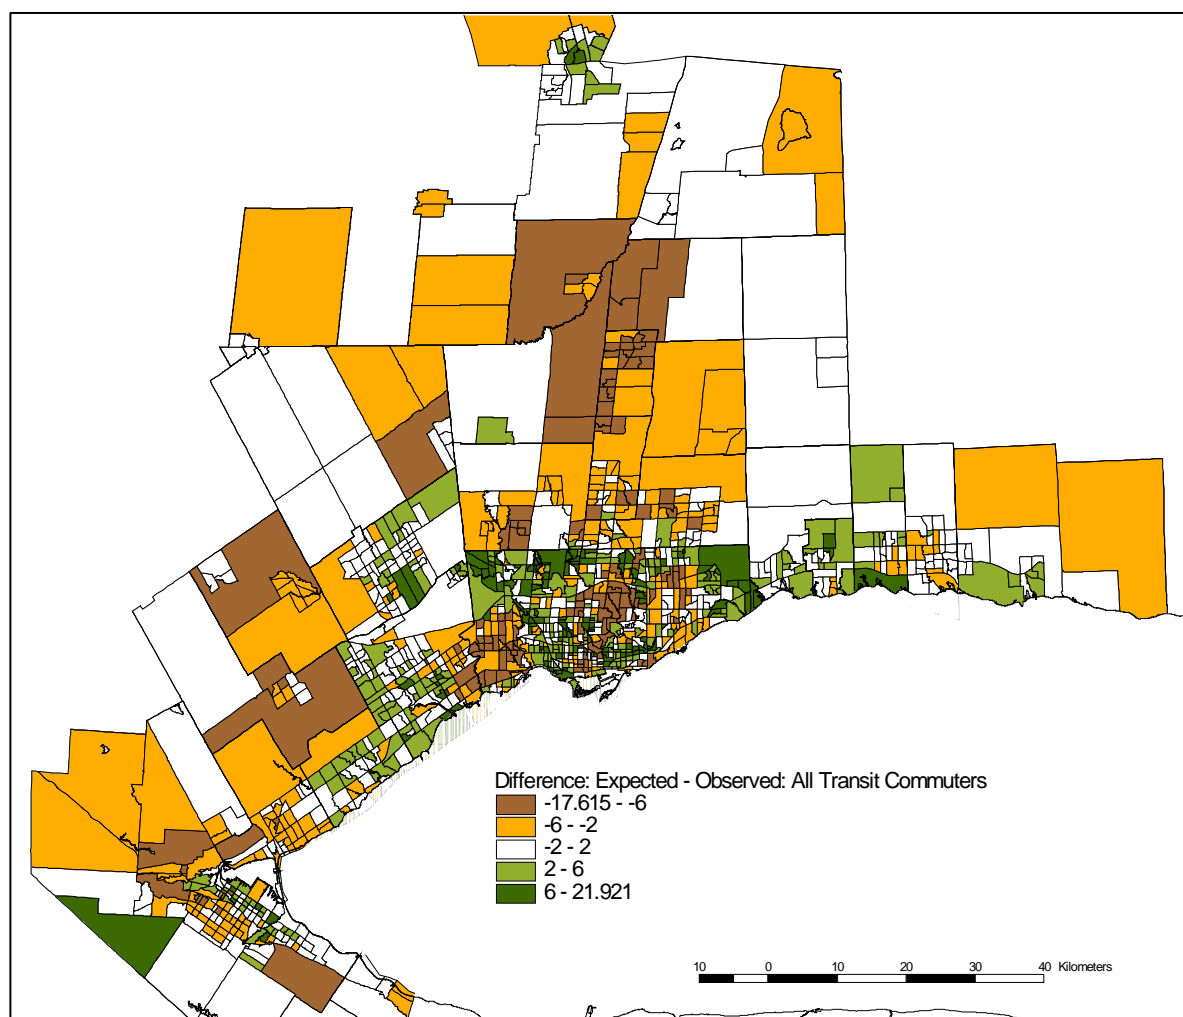 Difference: Expected - Observed: All Transit Commuters
-17.615 - -6
-6 - -2
-2 - 2
2 - 6
6 - 21.921
10 0 10 20 30 40 Kilometers